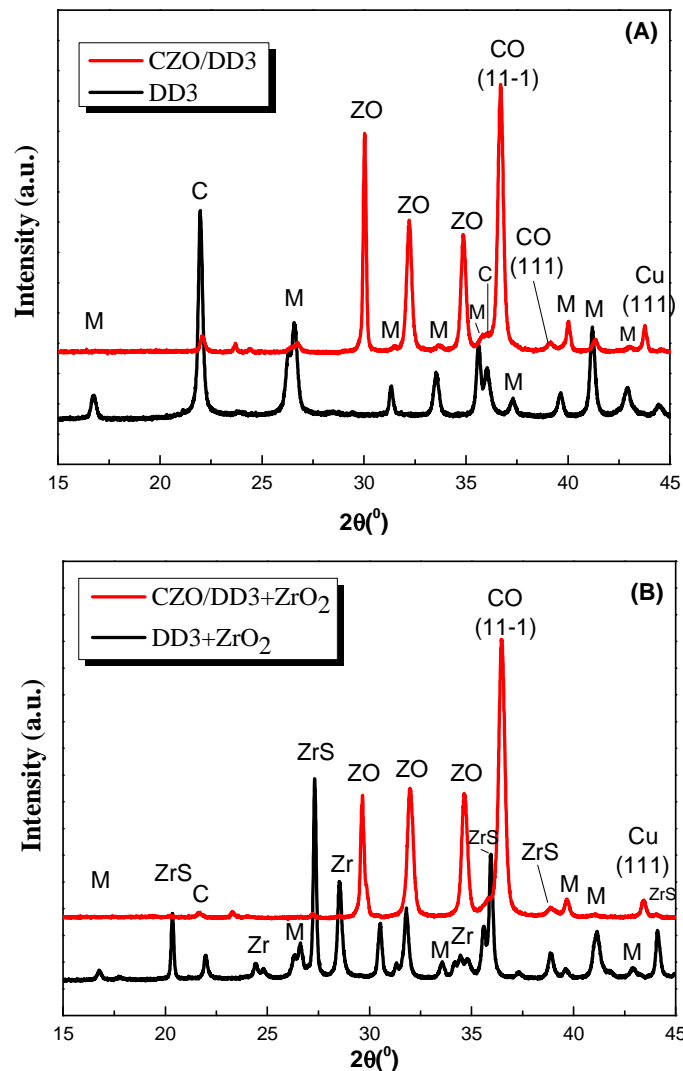 (A)
CZO/DD3
DD3
CO
(11-1)
ZO
C
ZO
ZO
CO
(111)
Cu
(111)
M
M
M
M
M
C
M
M
M
M
Intensity (a.u.)
15 20 25 30 35 40 45
2θ(⁰)
(B)
CZO/DD3+ZrO₂
DD3+ZrO₂
CO
(11-1)
ZrS
ZO
ZO
ZO
ZrS
Zr
ZrS
Cu
(111)
M
ZrS
C
M
M
ZrS
Zr
M
M
Zr
M
Intensity (a.u.)
15 20 25 30 35 40 45
2θ(⁰)